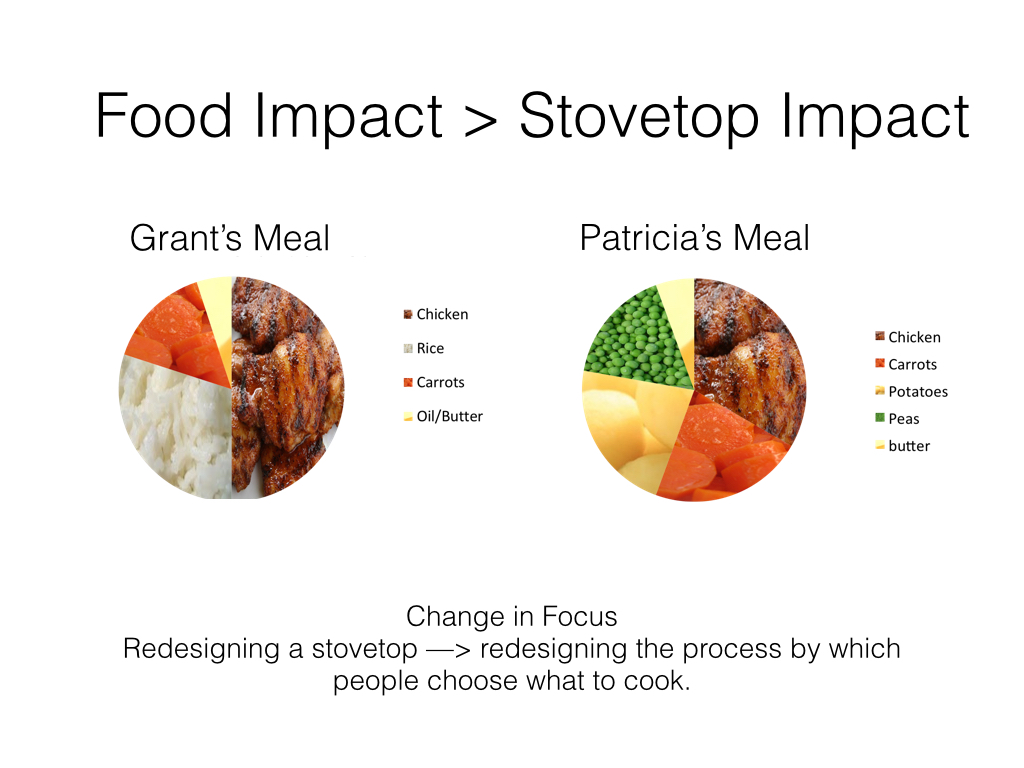 Food Impact > Stovetop Impact
Grant’s Meal
Chicken
Rice
Carrots
Oil/Butter
Patricia’s Meal
Chicken
Carrots
Potatoes
Peas
butter
Change in Focus
Redesigning a stovetop —> redesigning the process by which
people choose what to cook.